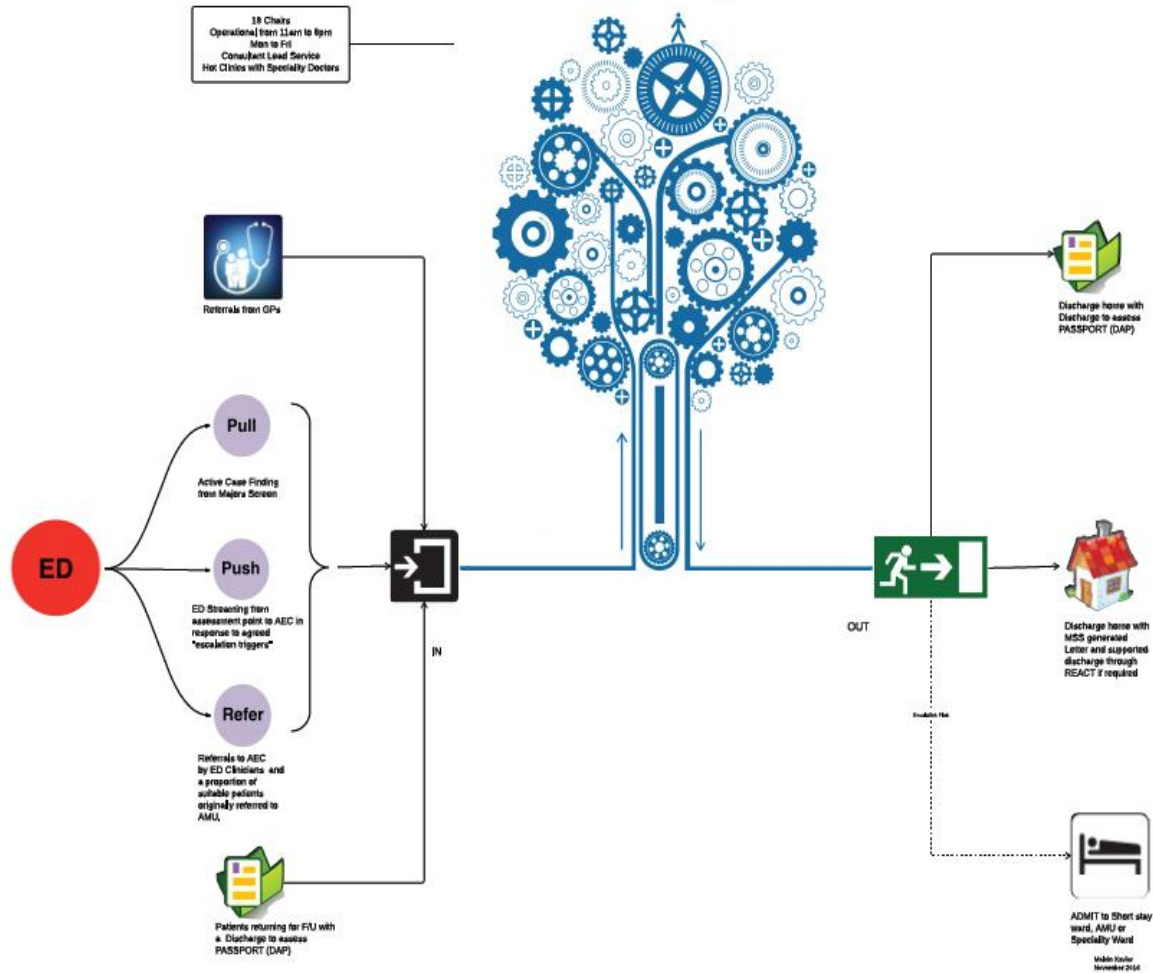 18 Chairs
Operational from 11am to 8pm
Mon to Fri
Consultant Lead Service
Hot Clinics with Speciality Doctors
Referrals from GPs
Pull
Active Case Finding
from Majors Screen
ED
Push
ED Streaming from
assessment point to AEC in
response to agreed
"escalation triggers"
Refer
Referrals to AEC
by ED Clinicians and
a proportion of
suitable patients
originally referred to
AMU,
Patients returning for F/U with
a Discharge to assess
PASSPORT (DAP)
IN
OUT
Discharge home with
Discharge to assess
PASSPORT (DAP)
Discharge home with
MSS generated
Letter and supported
discharge through
REACT if required
Escalation Plan
ADMIT to Short stay
ward, AMU or
Speciality Ward
November